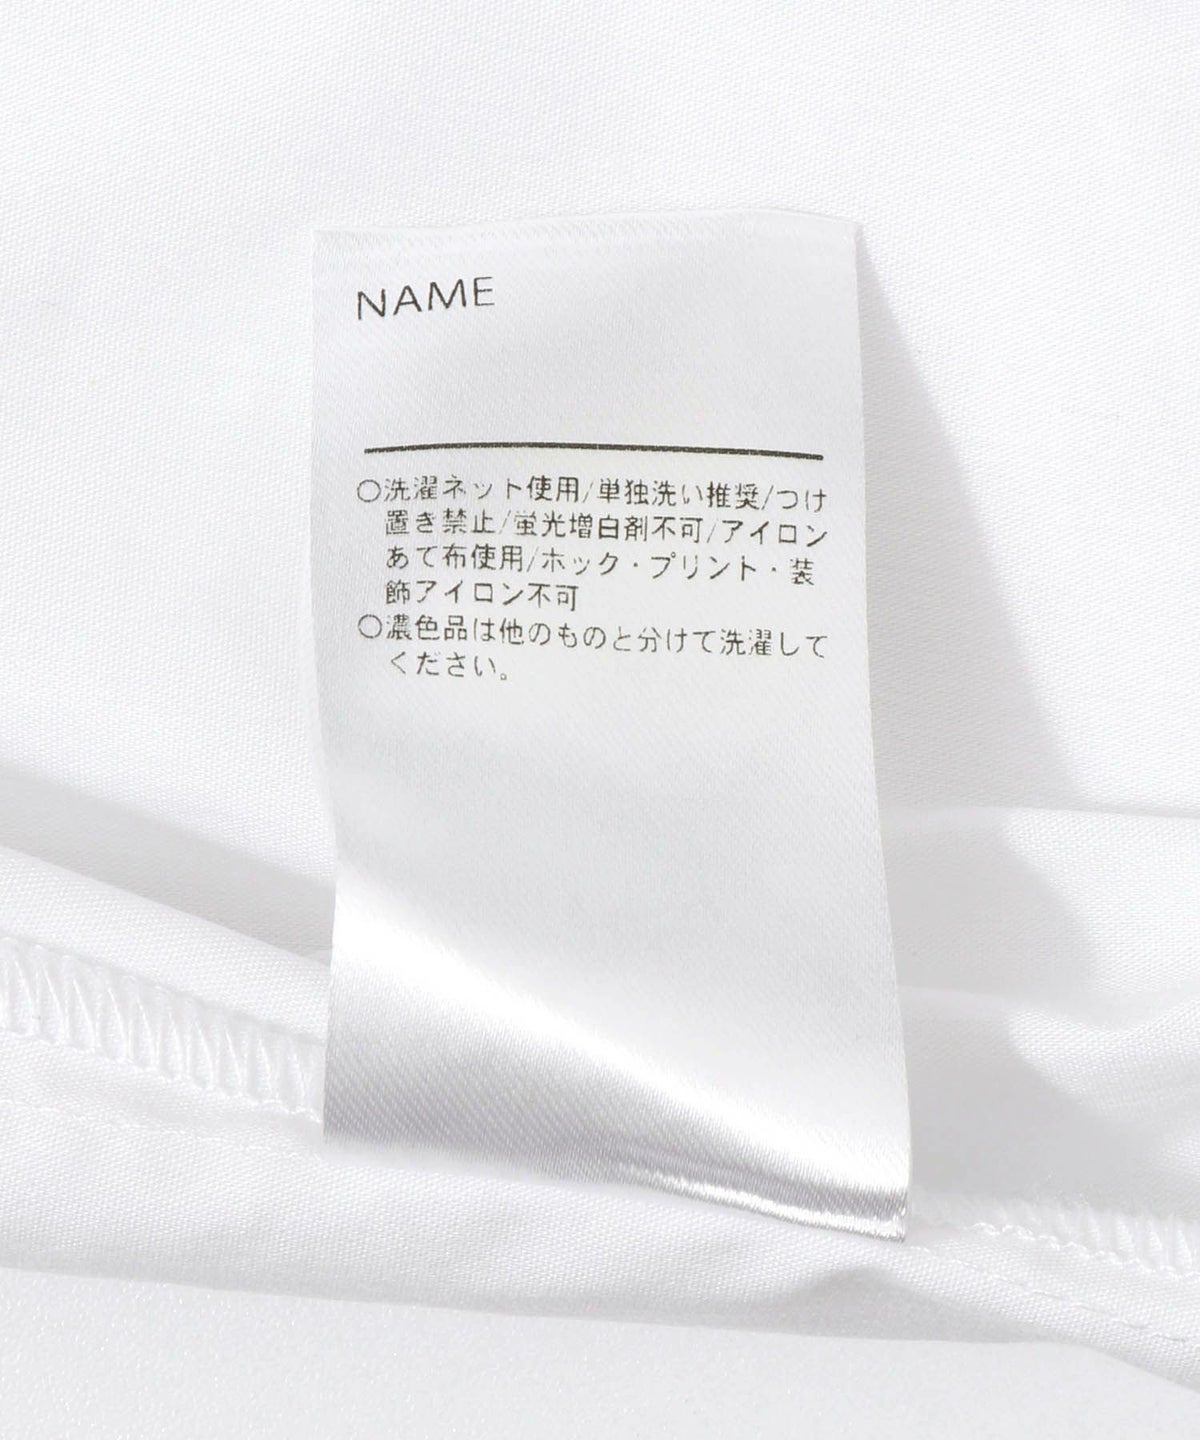 NAME
○洗濯ネット使用/単独洗い推奨/つけ
置き禁止/蛍光増白剤不可/アイロン
あて布使用/ホック・プリント・装
飾アイロン不可
○濃色品は他のものと分けて洗濯して
ください。